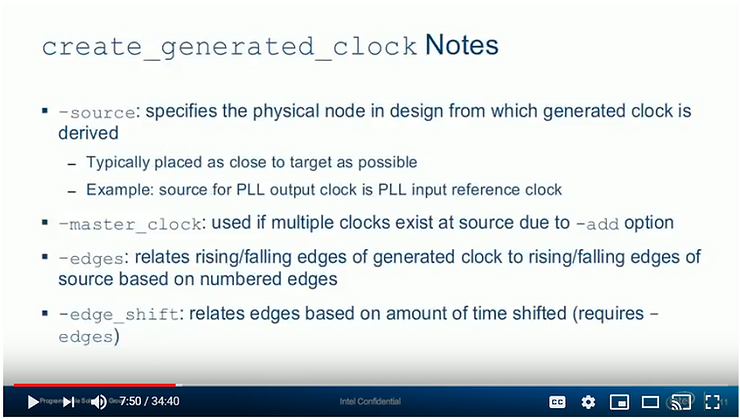 create_generated_clock Notes
▪ -source: specifies the physical node in design from which generated clock is
derived
– Typically placed as close to target as possible
– Example: source for PLL output clock is PLL input reference clock
▪ -master_clock: used if multiple clocks exist at source due to -add option
▪ -edges: relates rising/falling edges of generated clock to rising/falling edges of
source based on numbered edges
▪ -edge_shift: relates edges based on amount of time shifted (requires -
edges)
Intel Confidential
7:50 / 34:40
CC
11